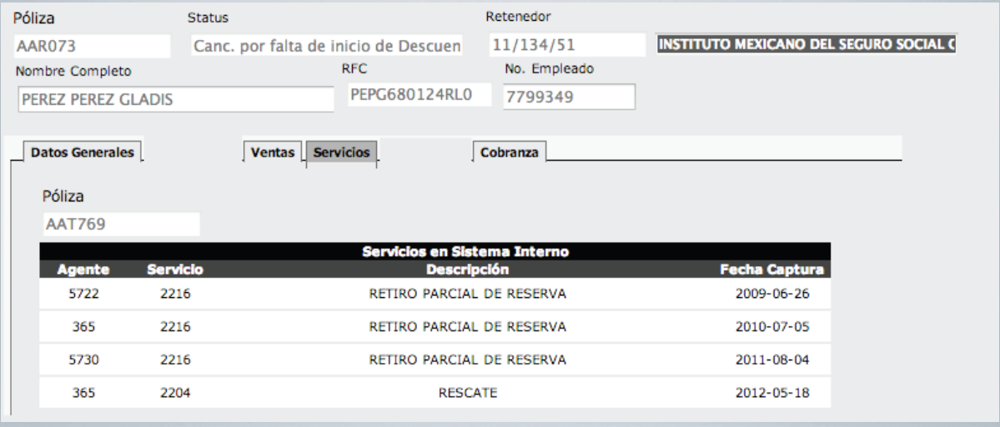 Póliza Status Retenedor
AAR073 Canc. por falta de inicio de Descuen 11/134/51 INSTITUTO MEXICANO DEL SEGURO SOCIAL
Nombre Completo RFC No. Empleado
PEREZ PEREZ GLADIS PEPG680124RL0 7799349
Datos Generales Ventas Servicios Cobranza
Póliza
AAT769
Servicios en Sistema Interno
Agente Servicio Descripción Fecha Captura
5722 2216 RETIRO PARCIAL DE RESERVA 2009-06-26
365 2216 RETIRO PARCIAL DE RESERVA 2010-07-05
5730 2216 RETIRO PARCIAL DE RESERVA 2011-08-04
365 2204 RESCATE 2012-05-18